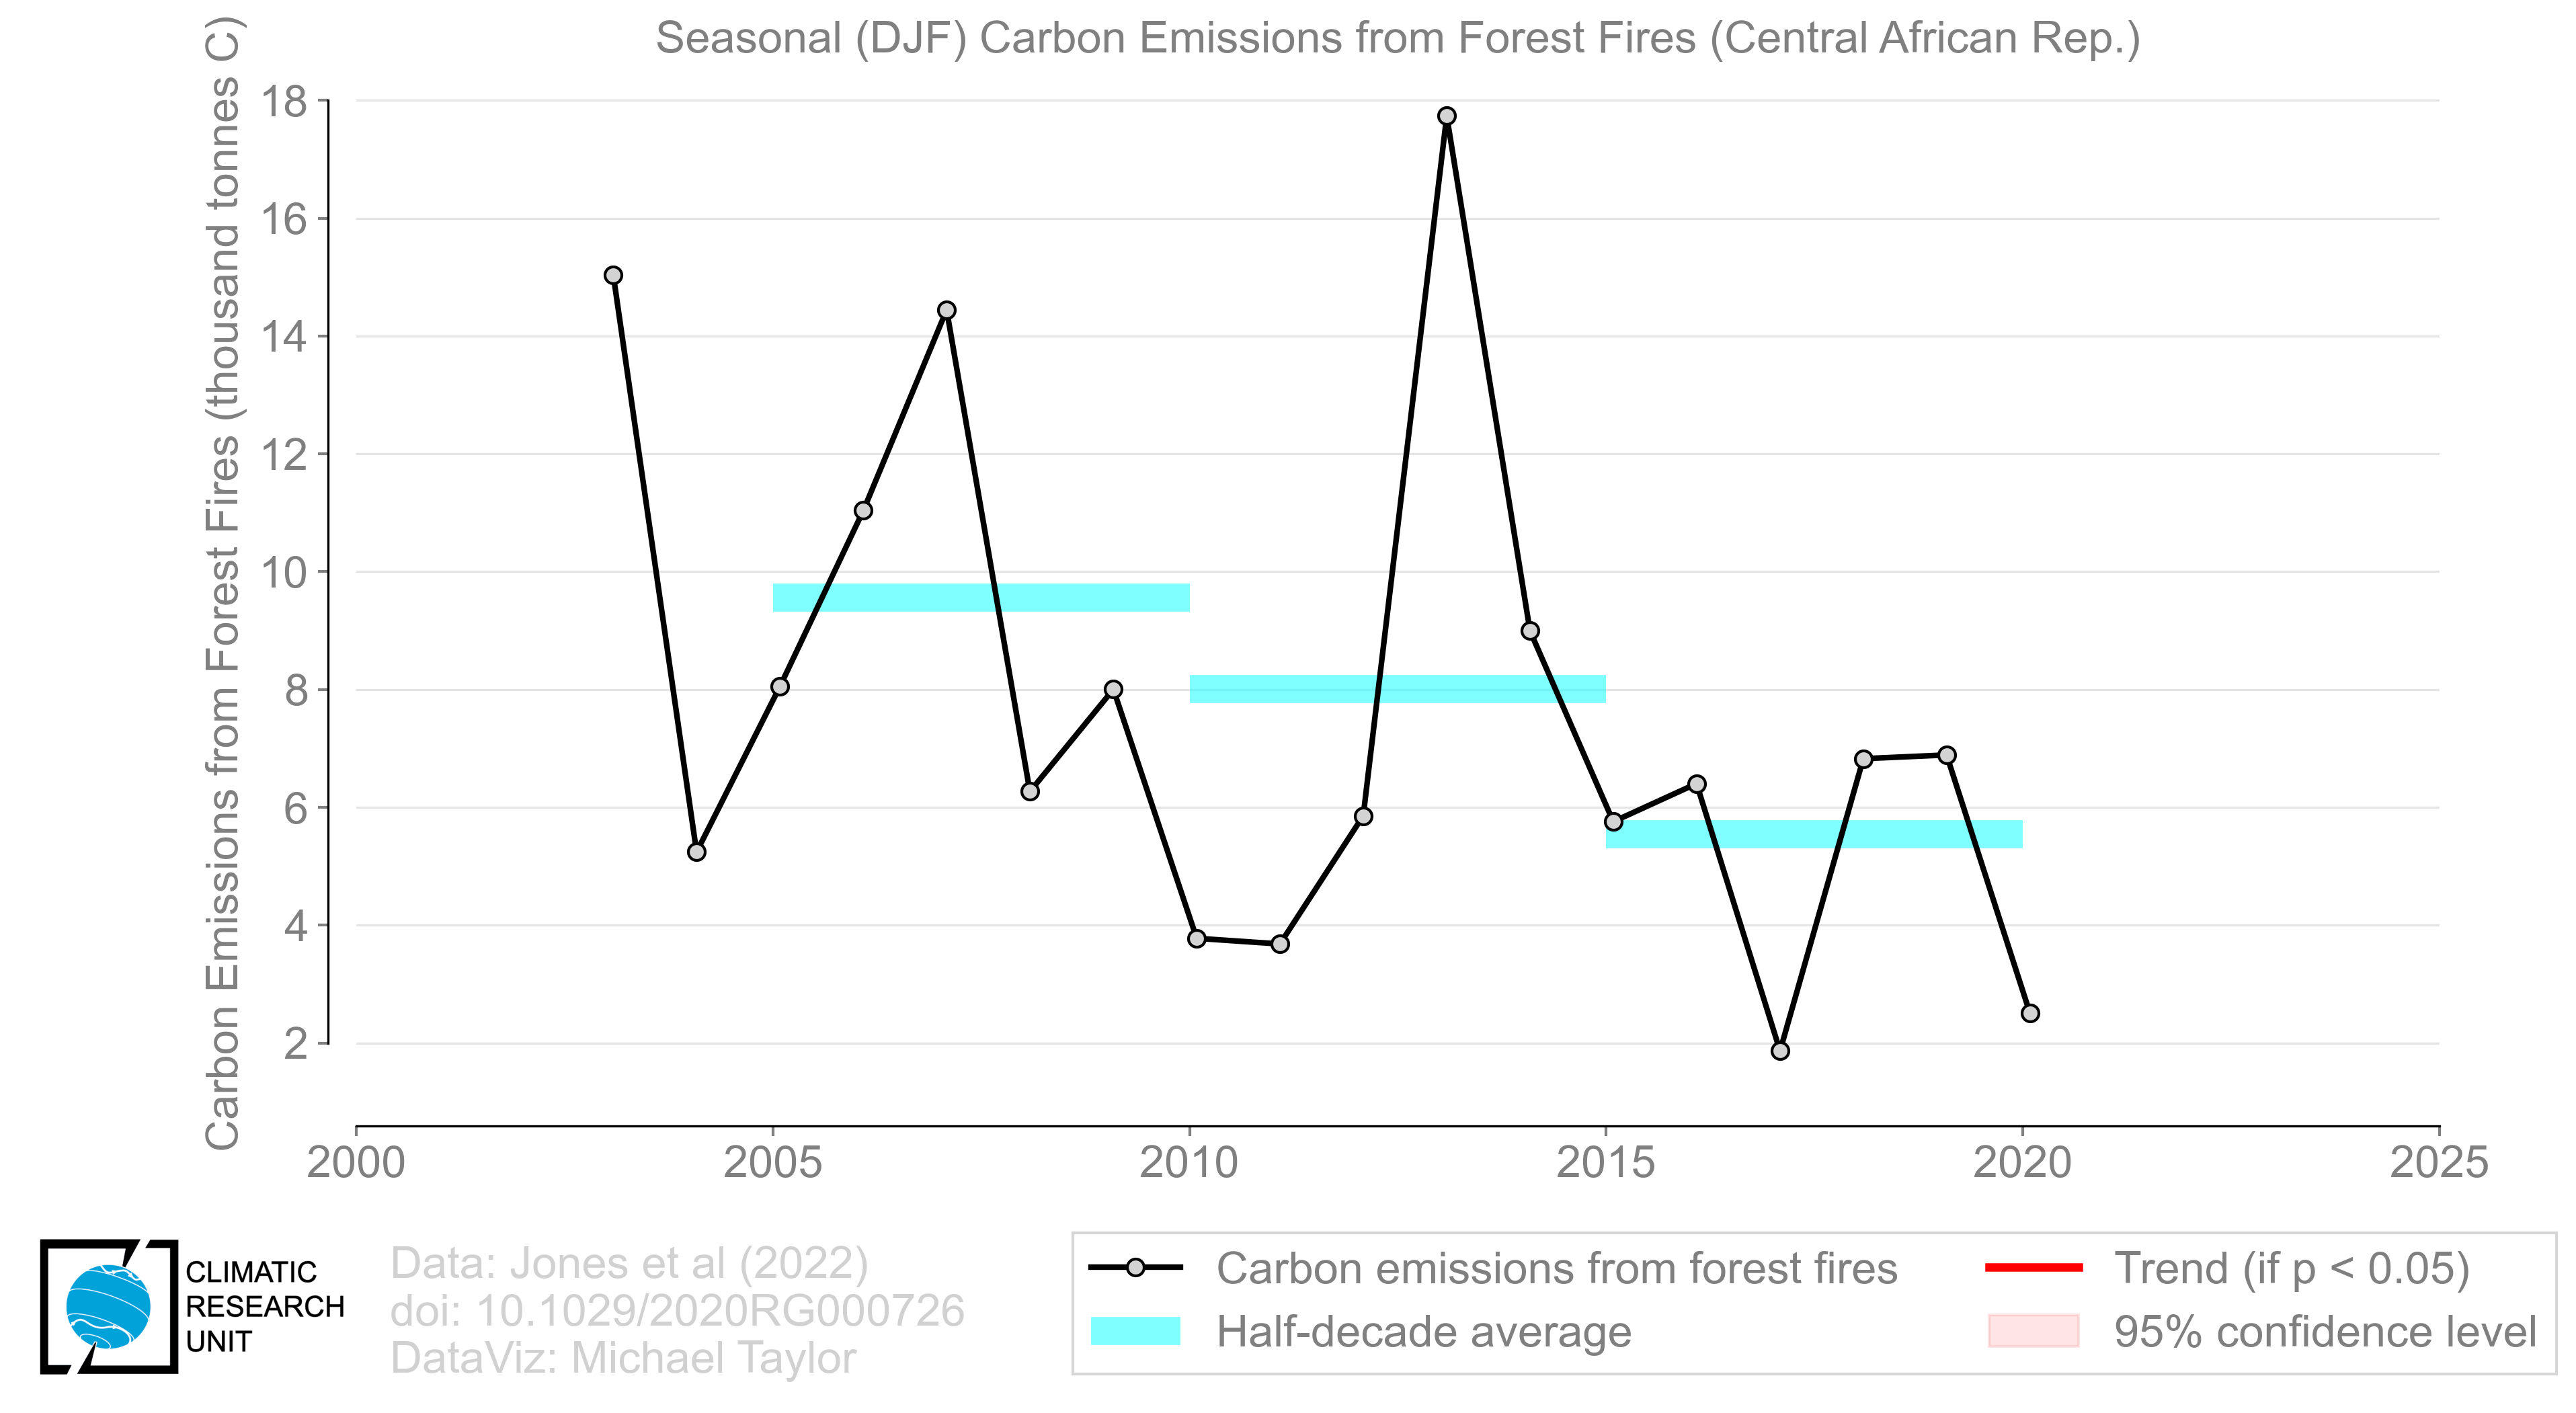 Seasonal (DJF) Carbon Emissions from Forest Fires (Central African Rep.)
Carbon Emissions from Forest Fires (thousand tonnes C)
18
16
14
12
10
8
6
4
2
2000 2005 2010 2015 2020 2025
CLIMATIC
RESEARCH
UNIT
Data: Jones et al (2022)
doi: 10.1029/2020RG000726
DataViz: Michael Taylor
Carbon emissions from forest fires
Half-decade average
Trend (if p < 0.05)
95% confidence level